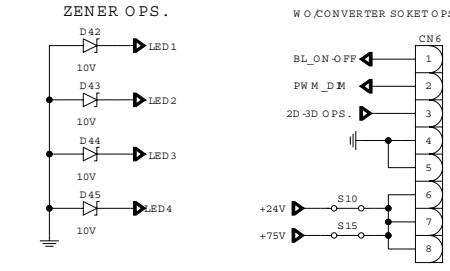 ZENER OPS.
D42
LED1
10V
D43
LED2
10V
D44
LED3
10V
D45
LED4
10V
W O/CONVERTER SOKET OPS
CN6
BL_ON-OFF
1
PWM_DIM
2
2D-3D OPS.
3
4
5
6
+24V
S10
7
+75V
S15
8